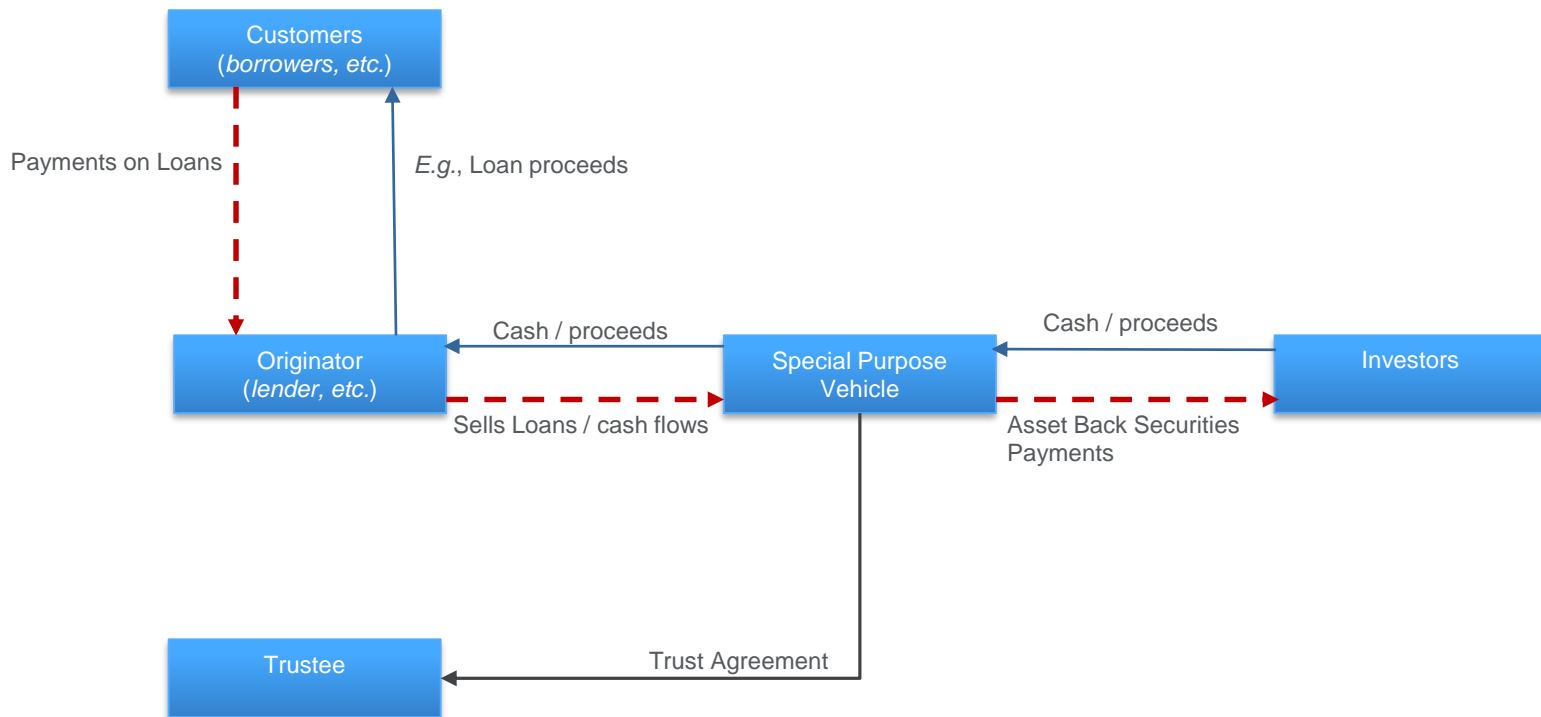 Customers
(borrowers, etc.)
Payments on Loans
E.g., Loan proceeds
Cash / proceeds
Cash / proceeds
Originator
(lender, etc.)
Special Purpose
Vehicle
Investors
Sells Loans / cash flows
Asset Back Securities
Payments
Trustee
Trust Agreement